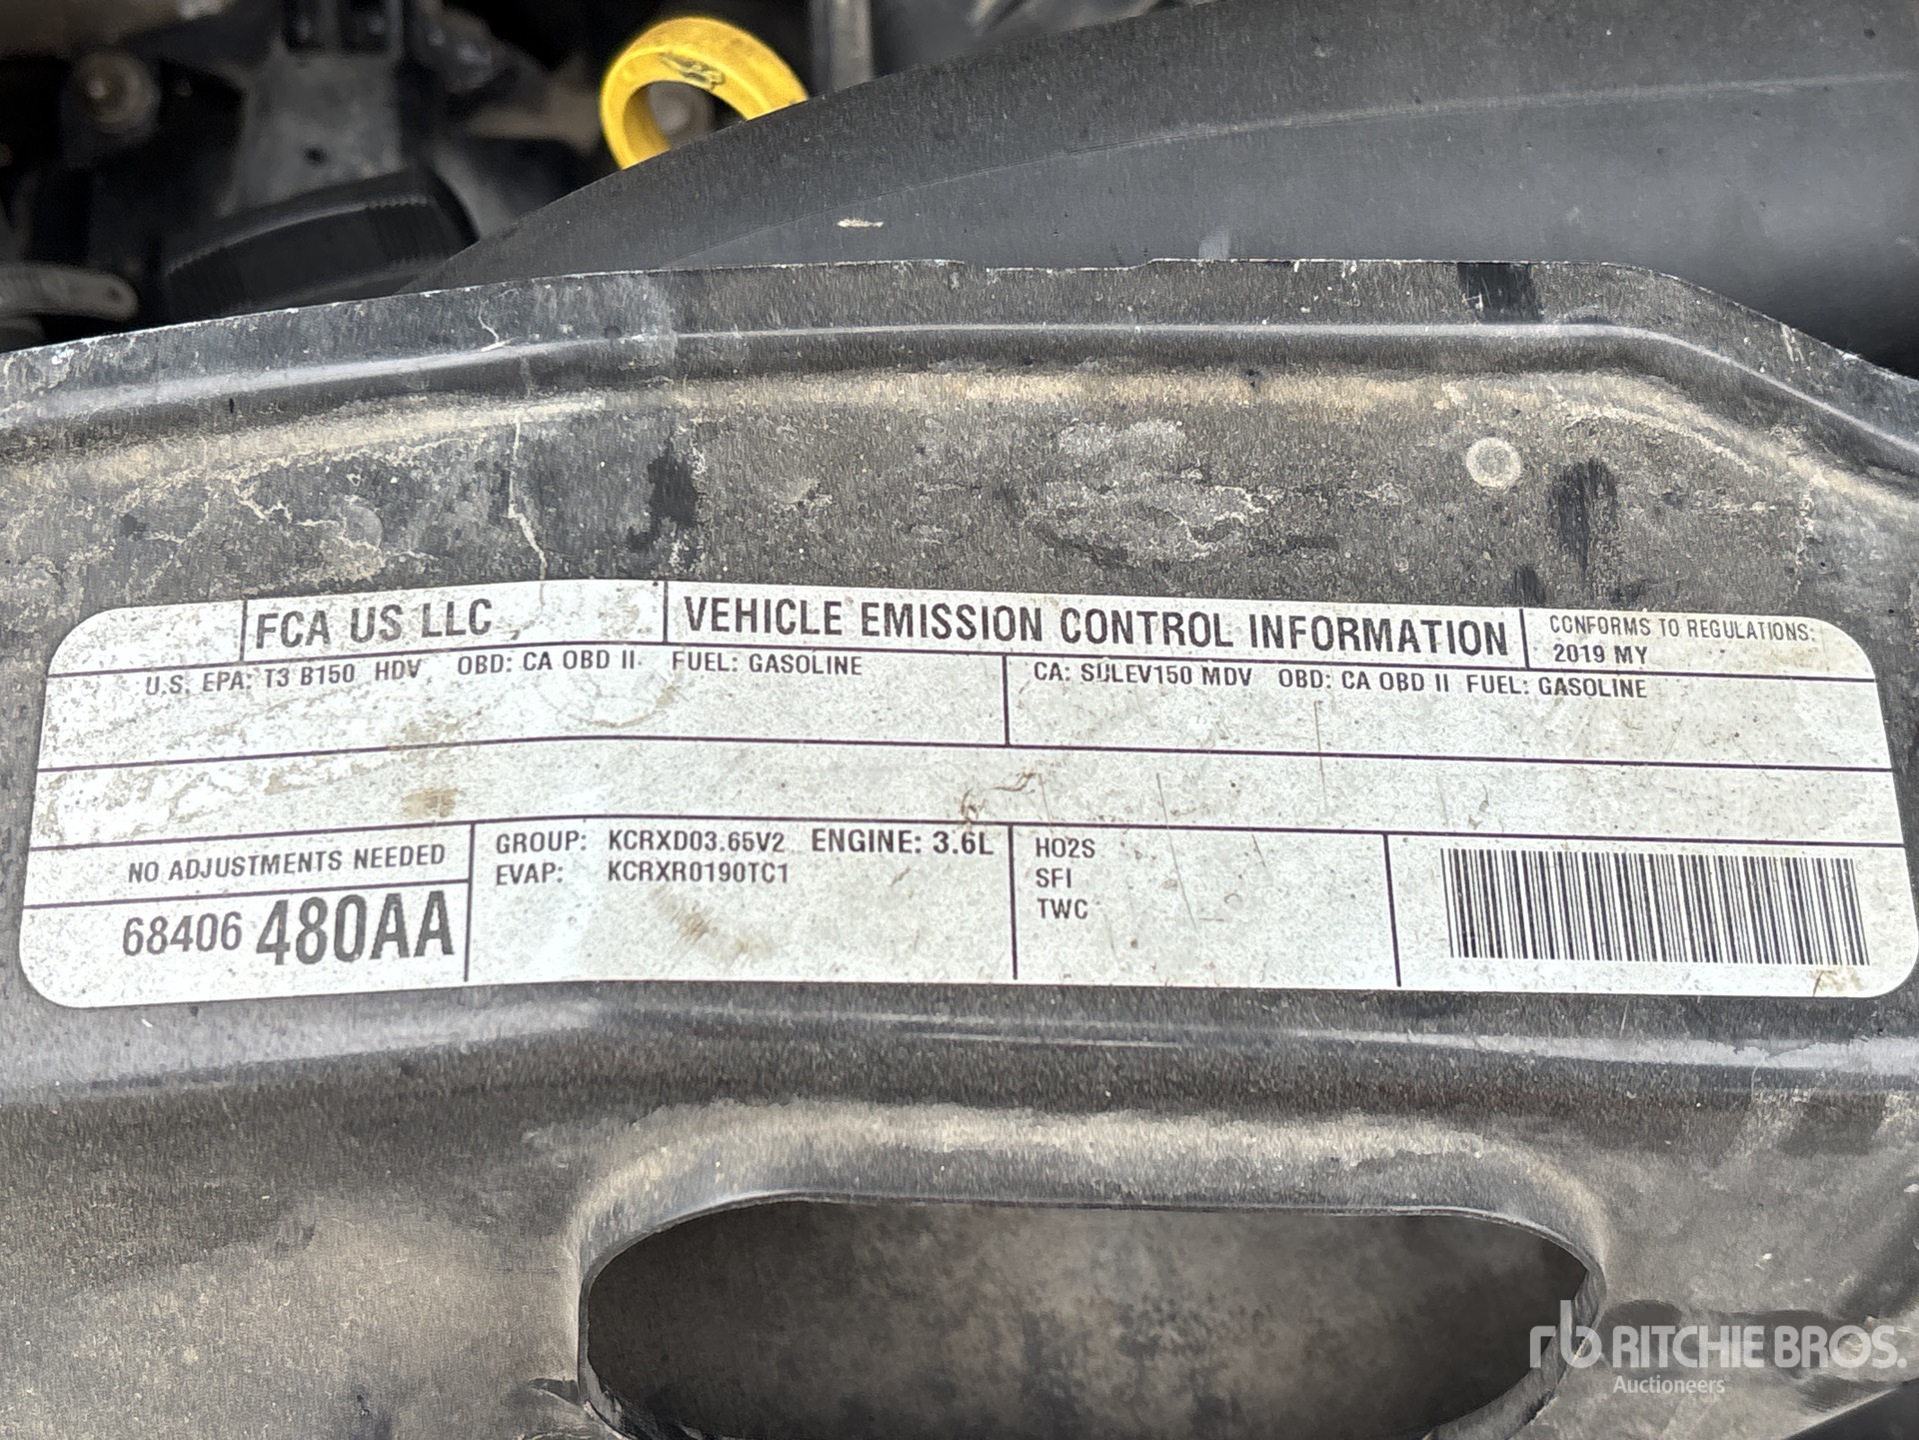 FCA US LLC
VEHICLE EMISSION CONTROL INFORMATION
CONFORMS TO REGULATIONS:
2019 MY
U.S. EPA: T3 B150 HDV OBD: CA OBD II FUEL: GASOLINE
CA: SULEV150 MDV OBD: CA OBD II FUEL: GASOLINE
NO ADJUSTMENTS NEEDED
68406 480AA
GROUP: KCRXD03.65V2 ENGINE: 3.6L
EVAP: KCRXR0190TC1
HO2S
SFI
TWC
rb RITCHIE BROS.
Auctioneers